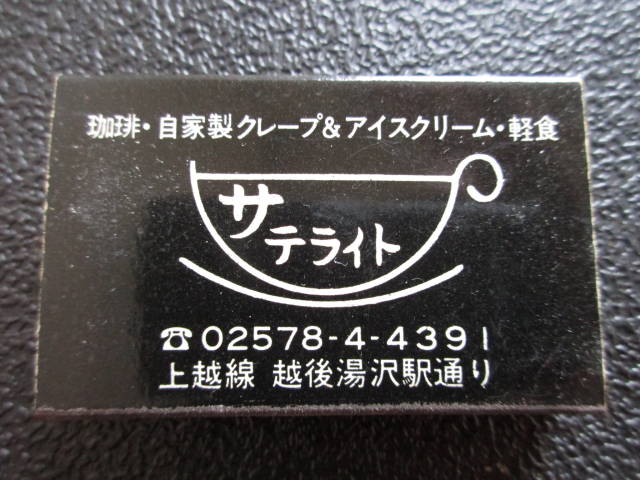 珈琲・自家製クレープ&アイスクリーム・軽食
サテライト
☎02578-4-4391
上越線 越後湯沢駅通り